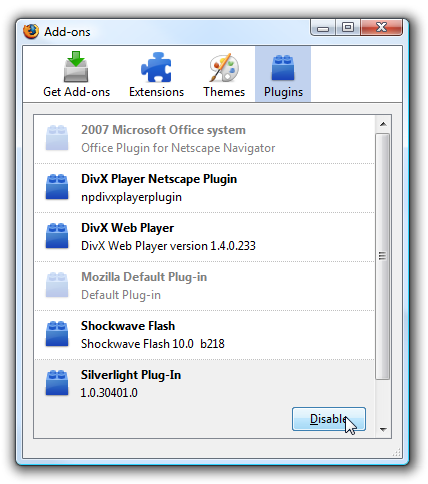 Add-ons
Get Add-ons Extensions Themes Plugins
2007 Microsoft Office system
Office Plugin for Netscape Navigator
DivX Player Netscape Plugin
npdivxplayerplugin
DivX Web Player
DivX Web Player version 1.4.0.233
Mozilla Default Plug-in
Default Plug-in
Shockwave Flash
Shockwave Flash 10.0 b218
Silverlight Plug-In
1.0.30401.0
Disable